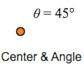 θ = 45°
Center & Angle